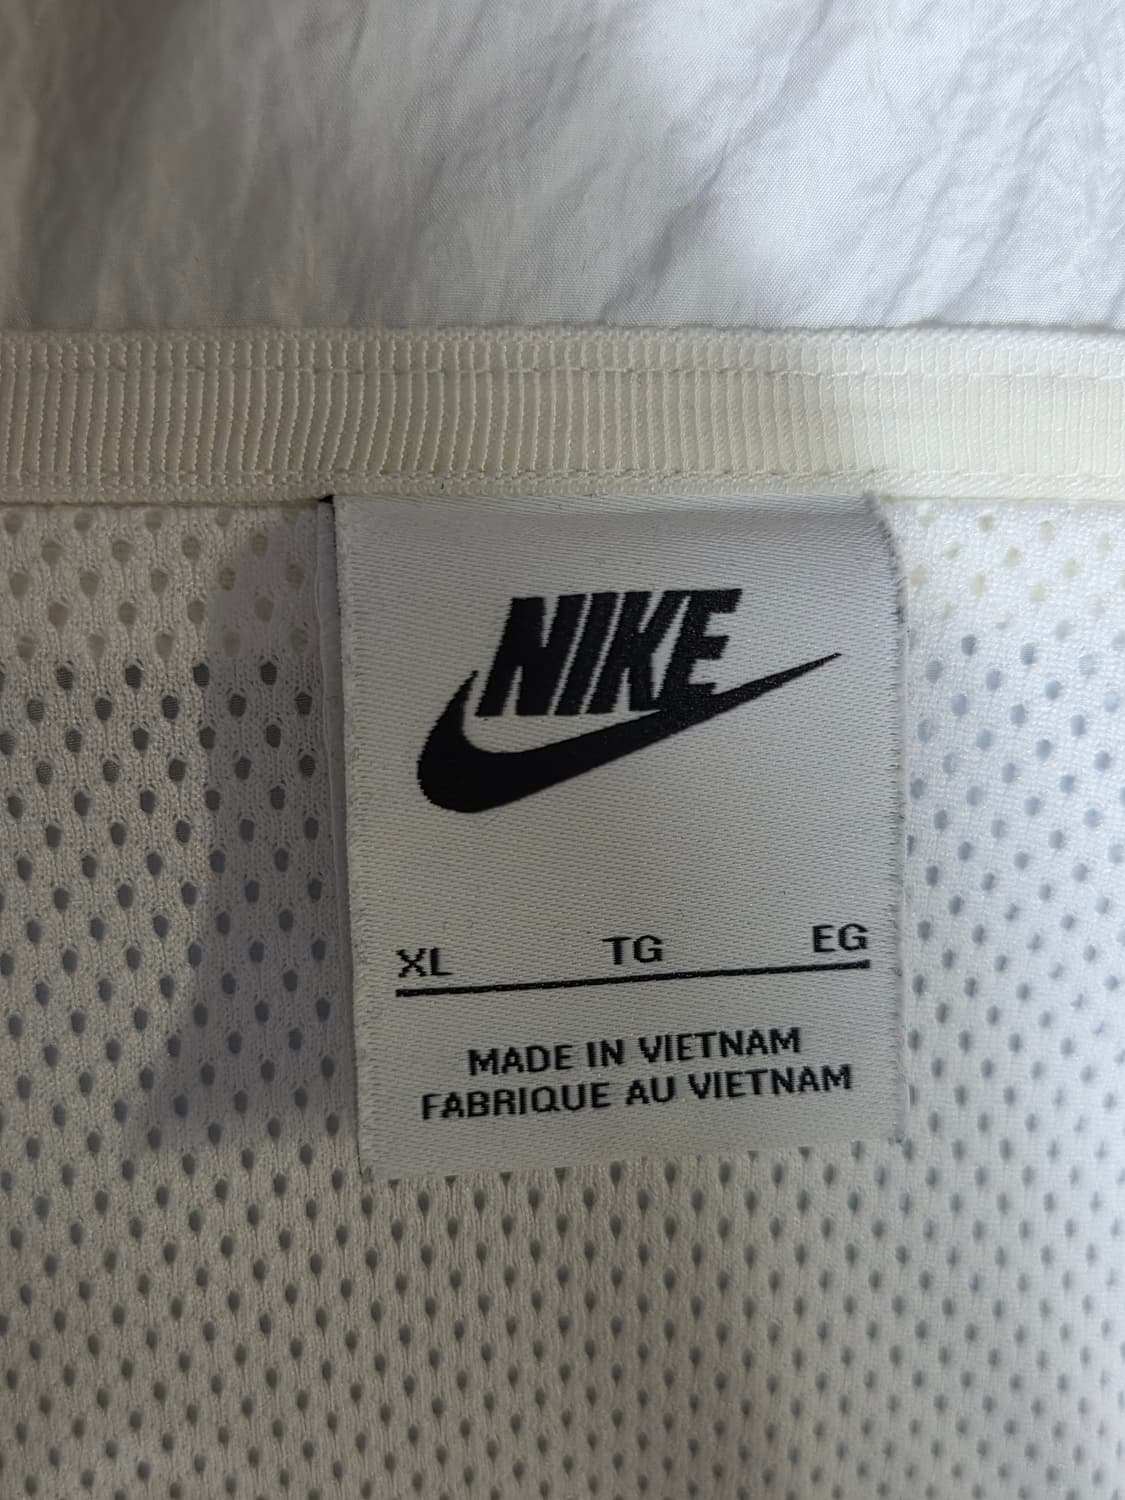 NIKE
XL TG EG
MADE IN VIETNAM
FABRIQUE AU VIETNAM